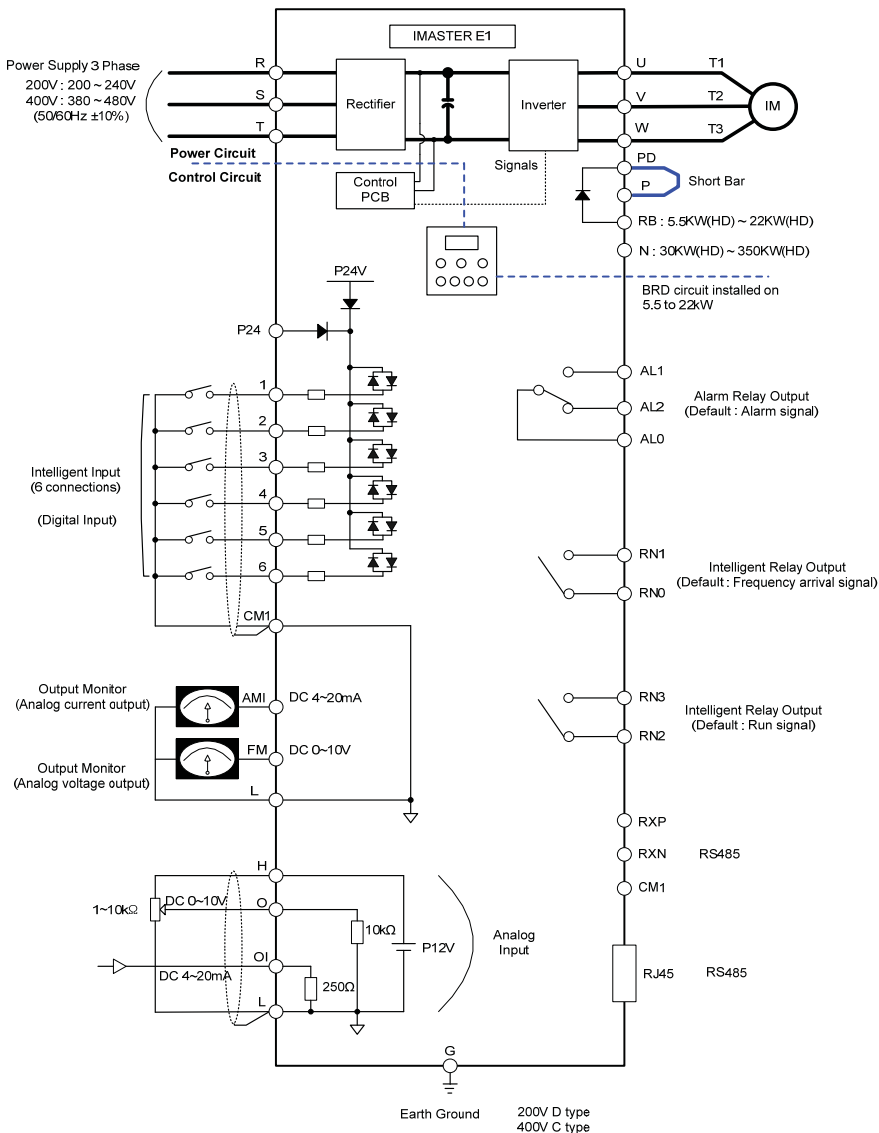 IMASTER E1
Power Supply 3 Phase
200V : 200 ~ 240V
400V : 380 ~ 480V
(50/60Hz ±10%)
R
S
T
Rectifier
Inverter
U
V
W
T1
T2
T3
IM
Power Circuit
Control Circuit
Control
PCB
Signals
PD
P
Short Bar
RB : 5.5KW(HD) ~ 22KW(HD)
N : 30KW(HD) ~ 350KW(HD)
BRD circuit installed on
5.5 to 22kW
P24V
P24
1
2
3
4
5
6
CM1
Intelligent Input
(6 connections)
(Digital Input)
AL1
AL2
AL0
Alarm Relay Output
(Default : Alarm signal)
RN1
RN0
Intelligent Relay Output
(Default : Frequency arrival signal)
RN3
RN2
Intelligent Relay Output
(Default : Run signal)
Output Monitor
(Analog current output)
AMI
DC 4~20mA
Output Monitor
(Analog voltage output)
FM
DC 0~10V
L
RXP
RXN
RS485
CM1
H
1~10kΩ
DC 0~10V
O
10kΩ
P12V
Analog
Input
OI
DC 4~20mA
250Ω
L
RJ45
RS485
G
Earth Ground
200V D type
400V C type